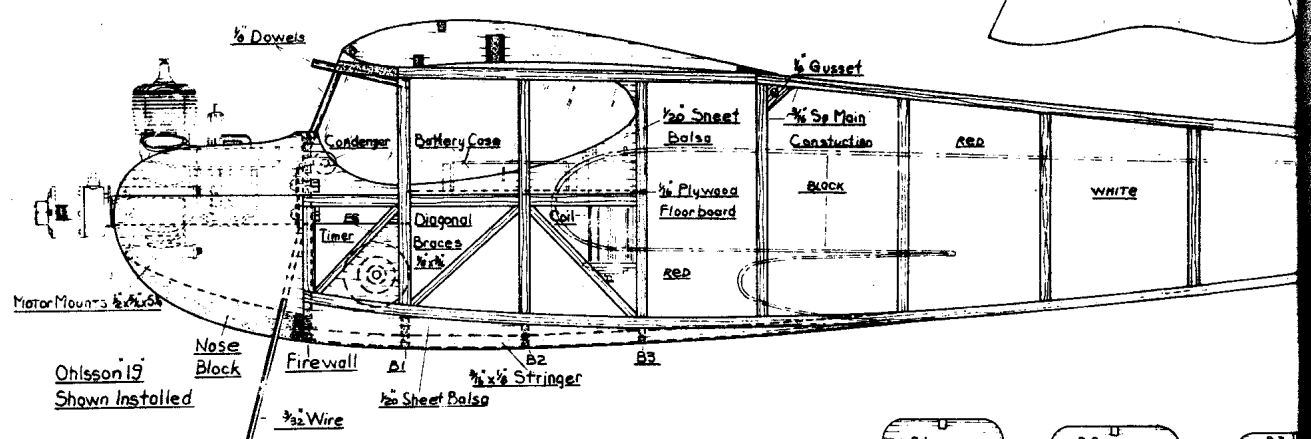 1/8" Dowels
1/8" Gusset
1/20" Sheet
Balsa
3/16 Sq Main
Constuction
RED
Condenser
Battery Case
1/16" Plywood
Floorboard
BLOCK
WHITE
F6
Timer
Diagonal
Braces
Coil
RED
Motor Mounts
Nose
Block
Firewall
B1
B2
B3
3/16" x 1/8" Stringer
1/20" Sheet Balsa
Ohlsson"19"
Shown Installed
3/32" Wire